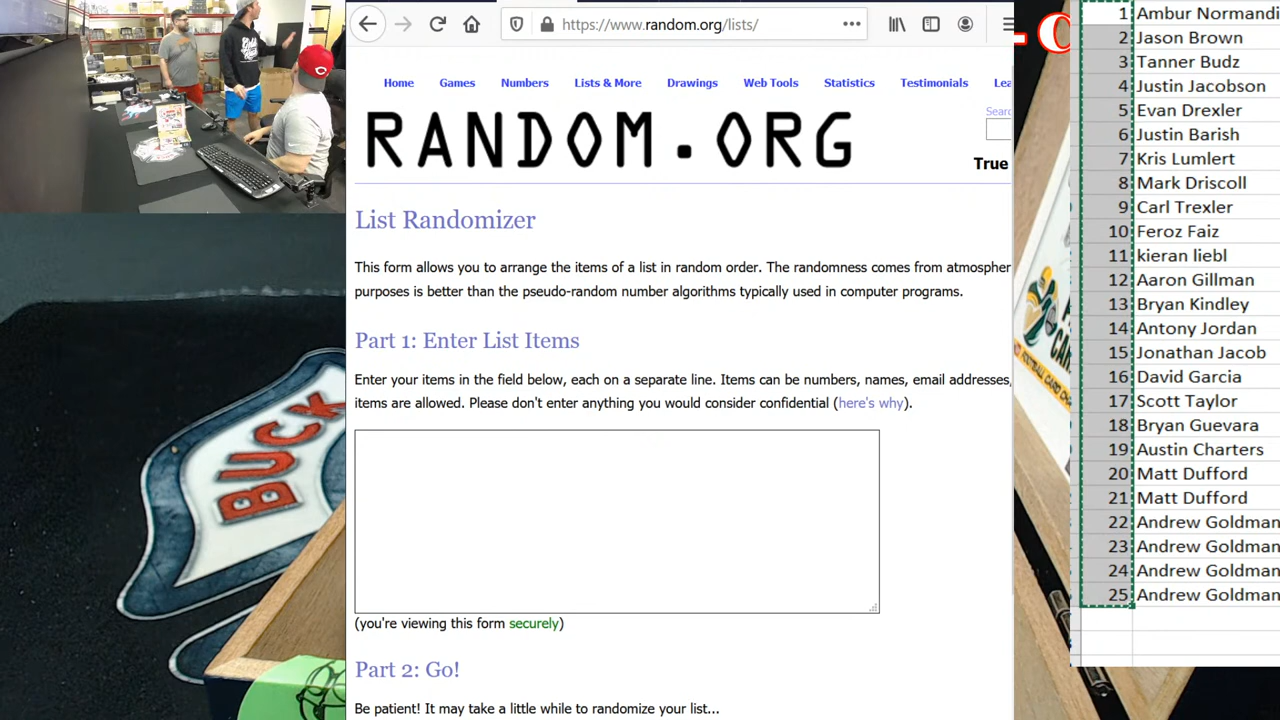 https://www.random.org/lists/
Home Games Numbers Lists & More Drawings Web Tools Statistics Testimonials
RANDOM.ORG
True
List Randomizer
This form allows you to arrange the items of a list in random order. The randomness comes from
purposes is better than the pseudo-random number algorithms typically used in computer programs.
Part 1: Enter List Items
Enter your items in the field below, each on a separate line. Items can be numbers, names, email addresses,
items are allowed. Please don't enter anything you would consider confidential (here's why).
(you're viewing this form securely)
Part 2: Go!
Be patient! It may take a little while to randomize your list...
1 Ambur Normandi
2 Jason Brown
3 Tanner Budz
4 Justin Jacobson
5 Evan Drexler
6 Justin Barish
7 Kris Lumlert
8 Mark Driscoll
9 Carl Trexler
10 Feroz Faiz
11 kieran liebl
12 Aaron Gillman
13 Bryan Kindley
14 Antony Jordan
15 Jonathan Jacob
16 David Garcia
17 Scott Taylor
18 Bryan Guevara
19 Austin Charters
20 Matt Dufford
21 Matt Dufford
22 Andrew Goldman
23 Andrew Goldman
24 Andrew Goldman
25 Andrew Goldman
BUCK